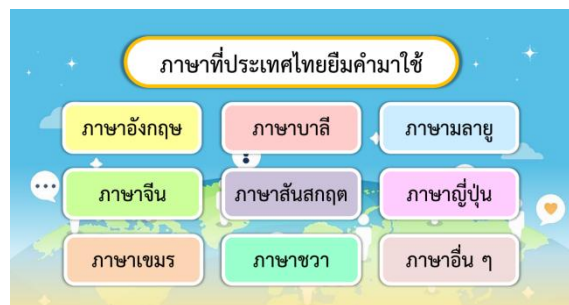 ภาษาที่ประเทศไทยยืมคำมาใช้
ภาษาอังกฤษ
ภาษาบาลี
ภาษามลายู
ภาษาจีน
ภาษาสันสกฤต
ภาษาญี่ปุ่น
ภาษาเขมร
ภาษาชวา
ภาษาอื่น ๆ